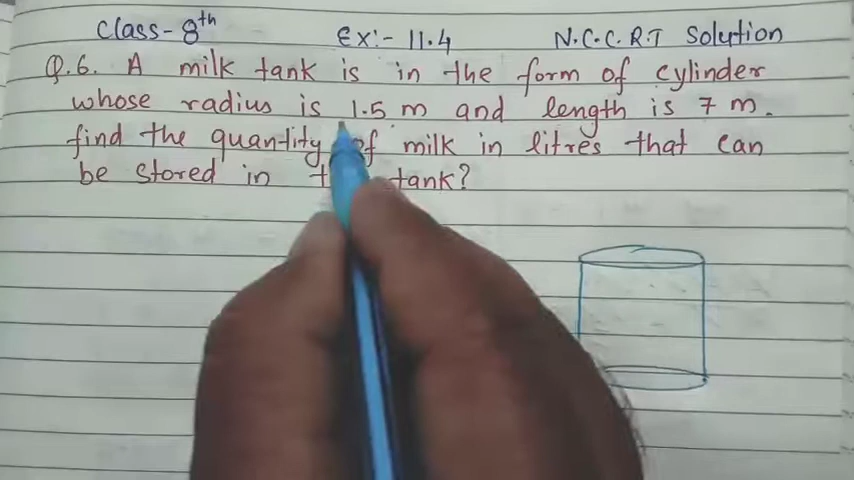 Class- 8th Ex:- 11.4 N.C.C.R.T Solution
Q.6. A milk tank is in the form of cylinder
whose radius is 1.5 m and length is 7 m.
find the quantity of milk in litres that can
be stored in tank?